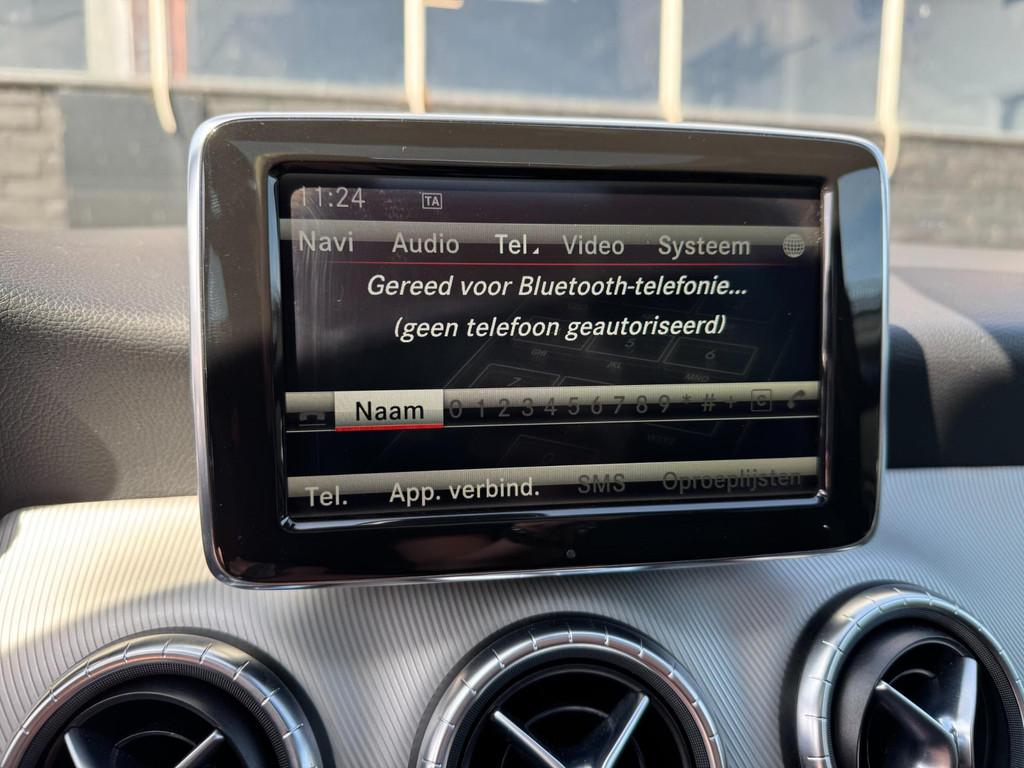 11:24 TA
Navi Audio Tel Video Systeem
Gereed voor Bluetooth-telefonie...
(geen telefoon geautoriseerd)
Naam 0 1 2 3 4 5 6 7 8 9 * # + C
Tel. App. verbind. SMS Oproeplijsten